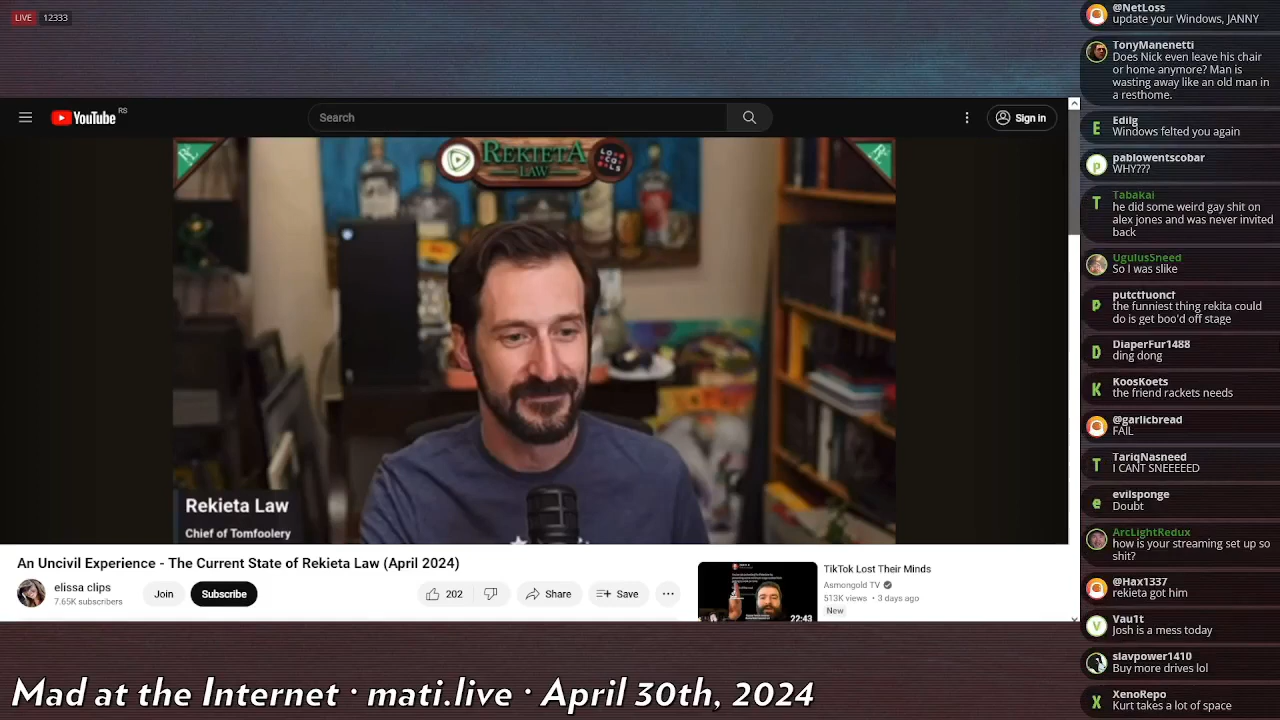 LIVE 12333
YouTube RS
Search
Sign in
REKIETA
LAW
LO
CA
LS
Rekieta Law
Chief of Tomfoolery
An Uncivil Experience - The Current State of Rekieta Law (April 2024)
elissa clips
7.65K subscribers
Join
Subscribe
202
Share
Save
22:43
TikTok Lost Their Minds
Asmongold TV
513K views • 3 days ago
New
Mad at the Internet · mati.live · April 30th, 2024
@NetLoss
update your Windows, JANNY
TonyManenetti
Does Nick even leave his chair
or home anymore? Man is
wasting away like an old man in
a resthome.
Edilg
Windows felted you again
pablowenttothebar
WHY???
Tabakai
he did some weird gay shit on
alex jones and was never invited
back
UgulusSneed
So I was slike
putctfuonct
the funniest thing rekita could
do is get boo'd off stage
DiaperFur1488
ding dong
KoosKoets
the friend rackets needs
@garlicbread
FAIL
TariqNasneed
I CANT SNEEEEED
evilsponge
Doubt
ArcLightRedux
how is your streaming set up so
shit?
@Hax1337
rekieta got him
Vau1t
Josh is a mess today
slavpower1410
Buy more drives lol
XenoRepo
Kurt takes a lot of space